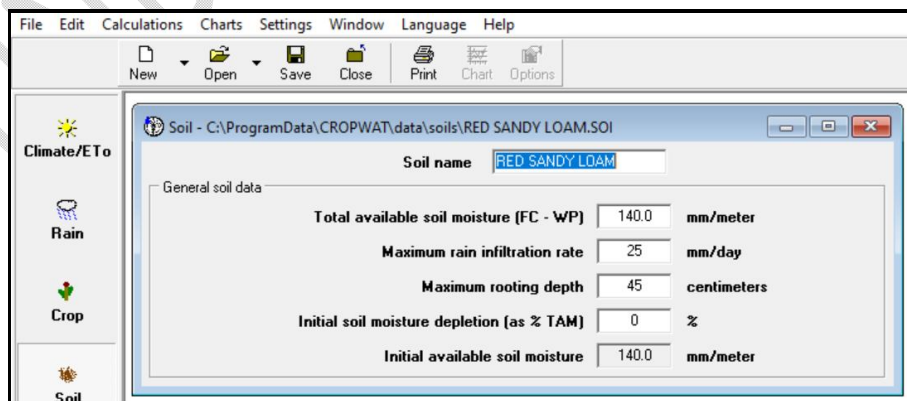 File Edit Calculations Charts Settings Window Language Help
New Open Save Close Print Chart Options
Climate/ETo
Rain
Crop
Soil
Soil - C:\ProgramData\CROPWAT\data\soils\RED SANDY LOAM.SOI
Soil name RED SANDY LOAM
General soil data
Total available soil moisture (FC - WP) 140.0 mm/meter
Maximum rain infiltration rate 25 mm/day
Maximum rooting depth 45 centimeters
Initial soil moisture depletion (as % TAM) 0 %
Initial available soil moisture 140.0 mm/meter